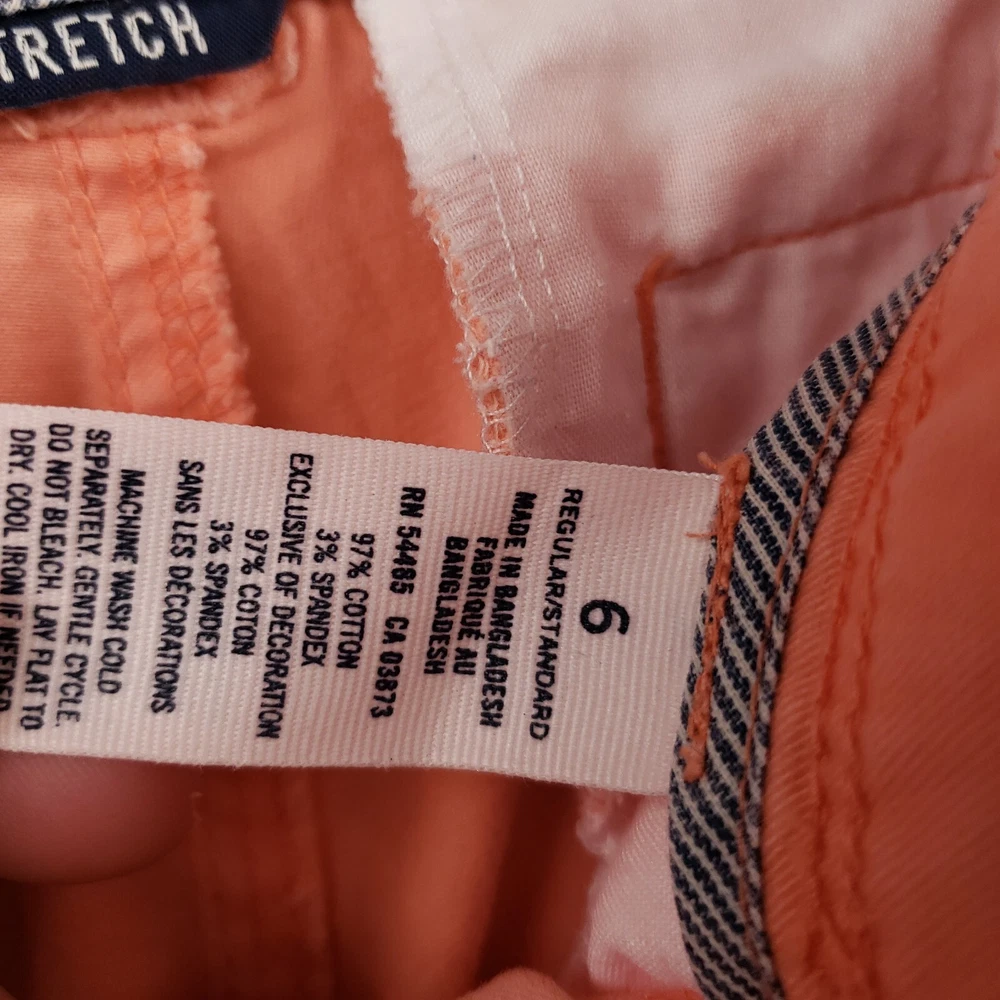 TRETCH
6
REGULAR/STANDARD
MADE IN BANGLADESH
FABRIQUÉ AU
BANGLADESH
RN 54485 CA 03873
97% COTTON
3% SPANDEX
EXCLUSIVE OF DECORATION
97% COTTON
3% SPANDEX
SANS LES DÉCORATIONS
MACHINE WASH COLD
SEPARATELY. GENTLE CYCLE.
DO NOT BLEACH. LAY FLAT TO
DRY. COOL IRON IF NEEDED